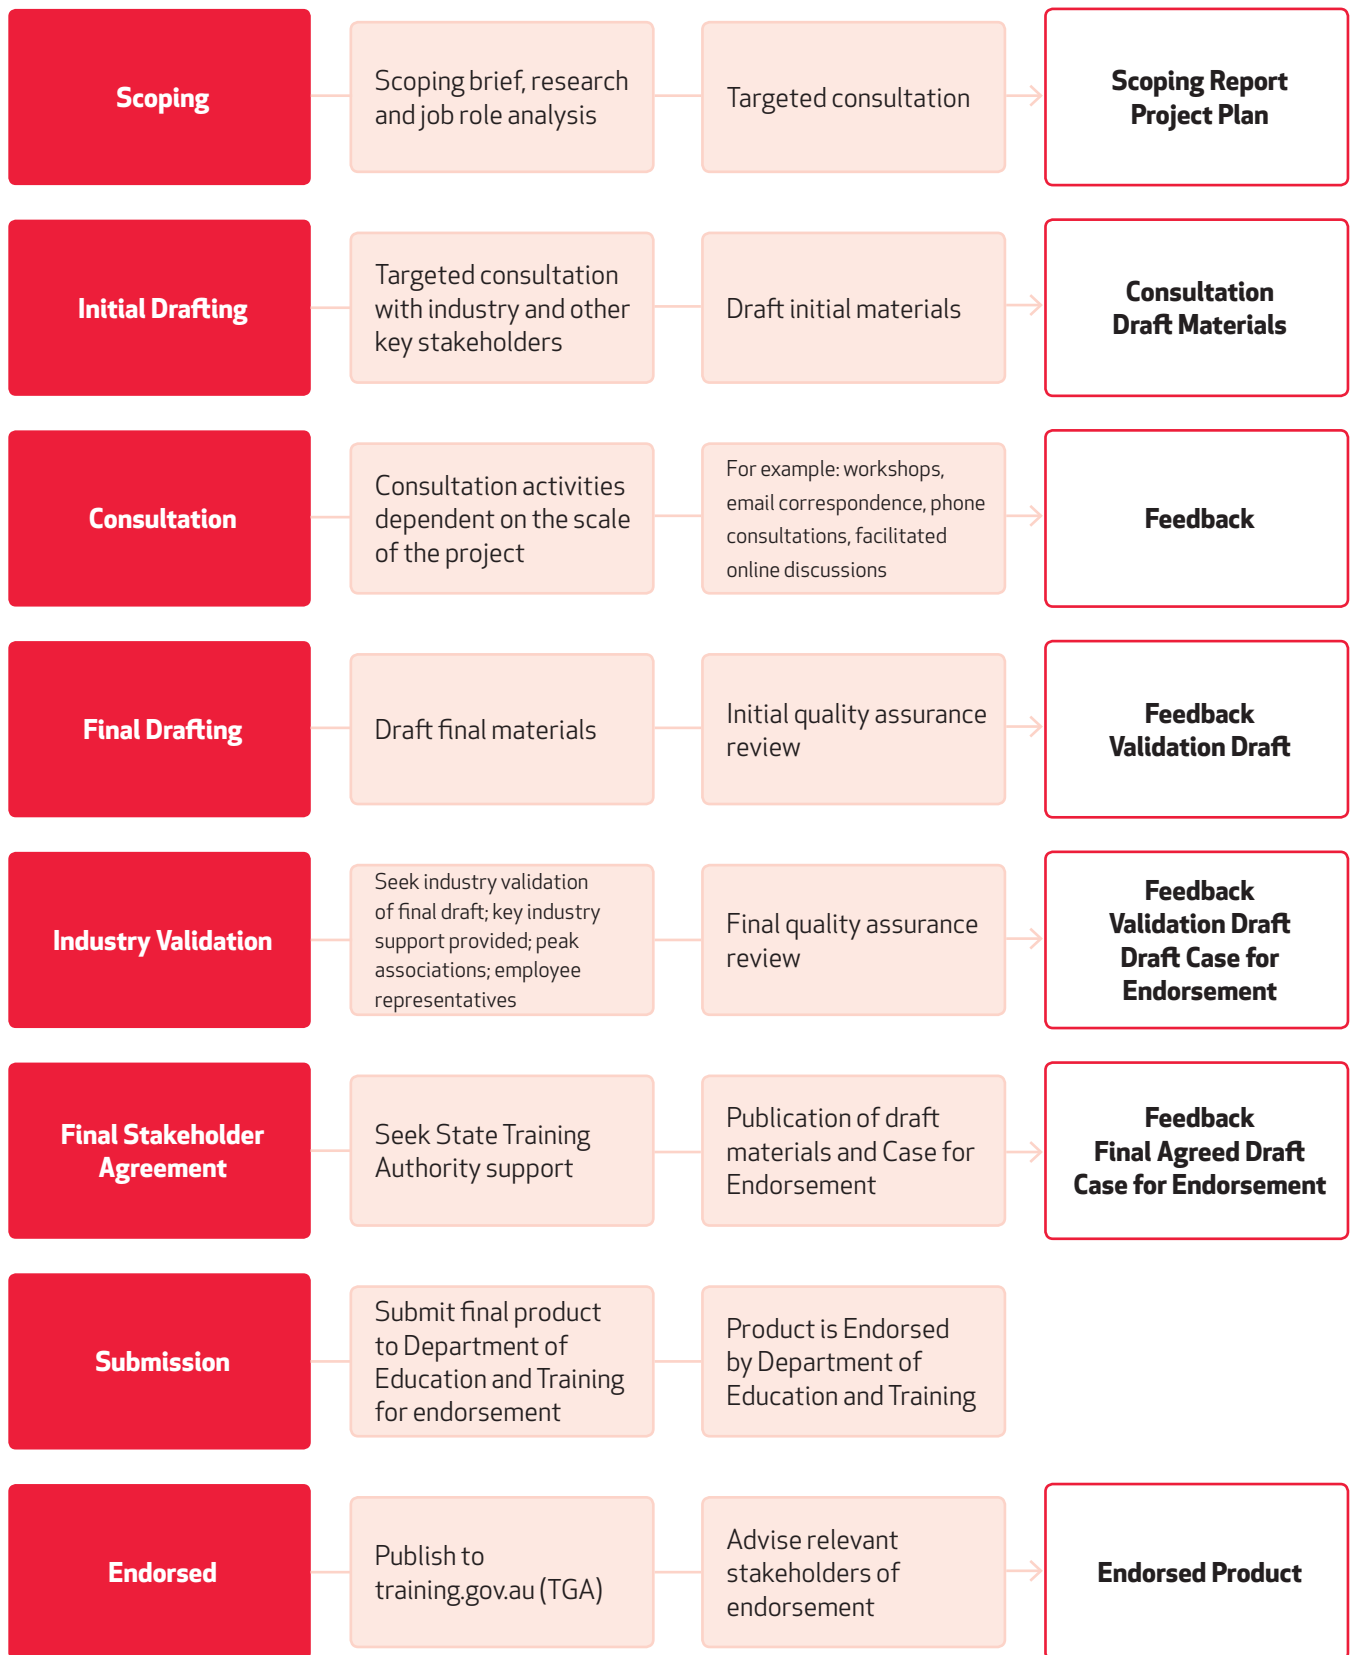 Scoping
Scoping brief, research
and job role analysis
Targeted consultation
Scoping Report
Project Plan
Initial Drafting
Targeted consultation
with industry and other
key stakeholders
Draft initial materials
Consultation
Draft Materials
Consultation
Consultation activities
dependent on the scale
of the project
For example: workshops,
email correspondence, phone
consultations, facilitated
online discussions
Feedback
Final Drafting
Draft final materials
Initial quality assurance
review
Feedback
Validation Draft
Industry Validation
Seek industry validation
of final draft; key industry
support provided; peak
associations; employee
representatives
Final quality assurance
review
Feedback
Validation Draft
Draft Case for
Endorsement
Final Stakeholder
Agreement
Seek State Training
Authority support
Publication of draft
materials and Case for
Endorsement
Feedback
Final Agreed Draft
Case for Endorsement
Submission
Submit final product
to Department of
Education and Training
for endorsement
Product is Endorsed
by Department of
Education and Training
Endorsed
Publish to
training.gov.au (TGA)
Advise relevant
stakeholders of
endorsement
Endorsed Product